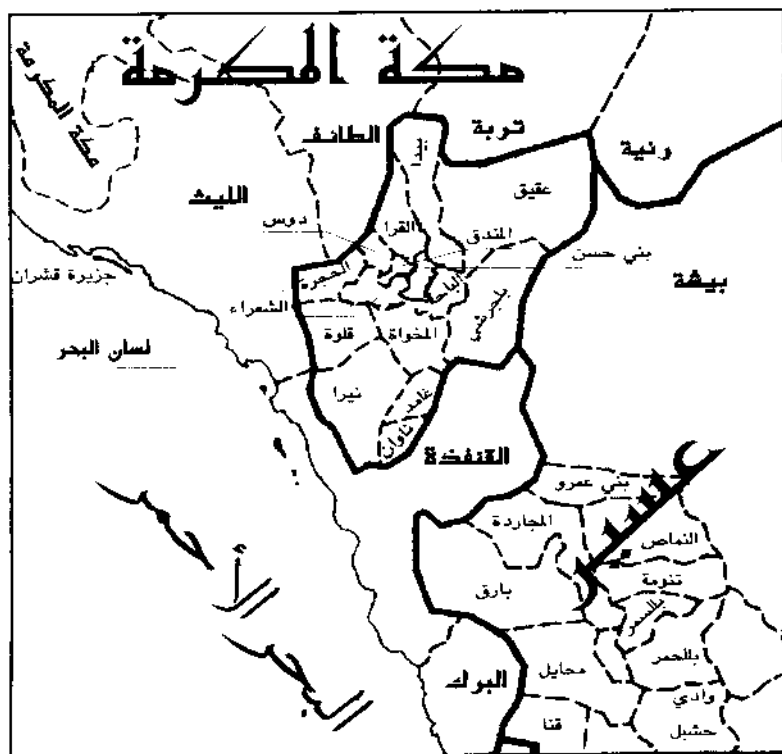 مكة المكرمة
مكة المكرمة
الطائف
تربة
رنية
بيدا
عقيق
الليث
دوس
القرا
المندق
بني حسن
جزيرة قشران
الحجرة
الباحة
بيشة
الشعراء
بلجرشي
لسان البحر
قلوة
المخواة
نيرا
غامد
ناوان
القنفذة
عسير
بني عمرو
المجاردة
النماص
تنومة
بارق
بللسمر
بللحمر
البحر
الأحمر
البرك
محايل
وادي
حشبل
قنا